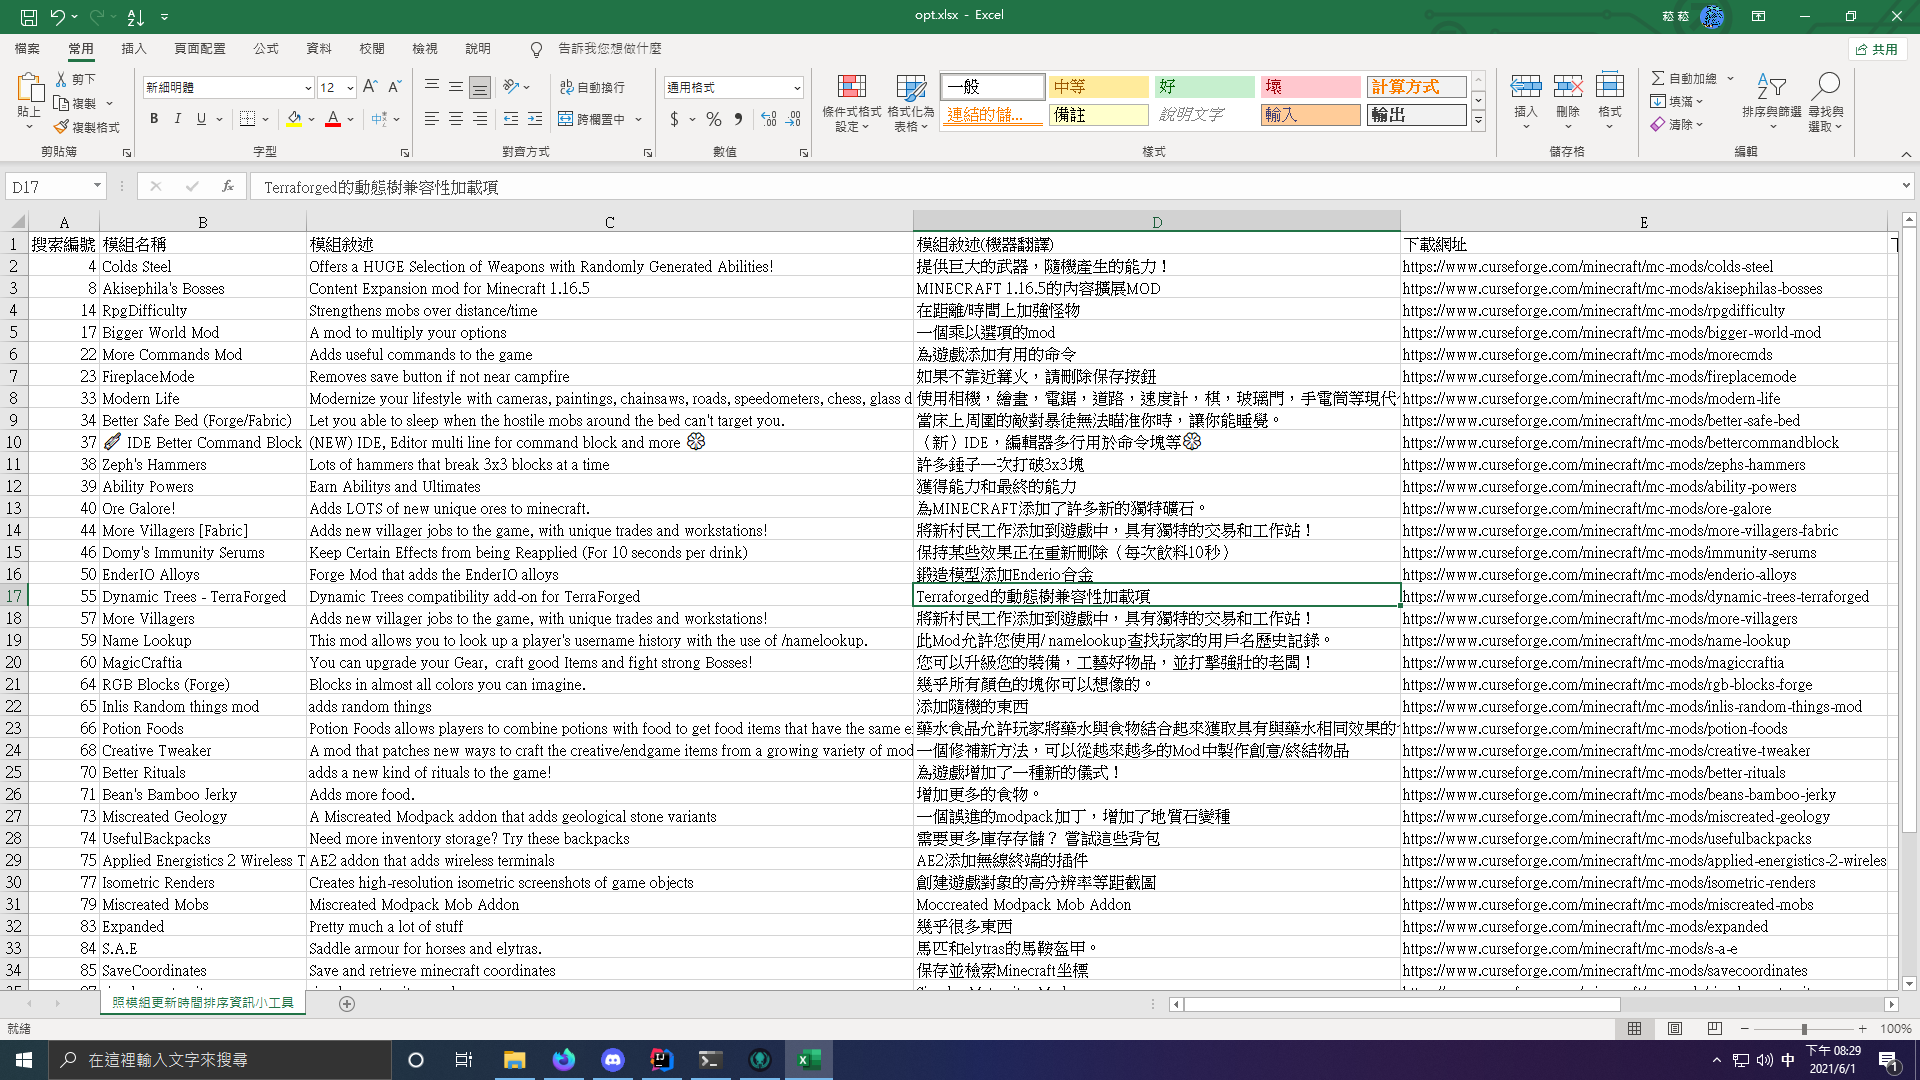 opt.xlsx - Excel
菘 菘
檔案 常用 插入 頁面配置 公式 資料 校閱 檢視 說明 告訴我您想做什麼 共用
貼上 剪下 複製 複製格式 剪貼簿
新細明體 12 B I U A 字型
自動換行 跨欄置中 對齊方式
通用格式 $ % 數值
條件式格式設定 格式化為表格
一般 中等 好 壞 計算方式
連結的儲... 備註 說明文字 輸入 輸出
樣式
插入 刪除 格式 儲存格
自動加總 填滿 清除 排序與篩選 尋找與選取 編輯
D17 fx Terraforged的動態樹兼容性加載項
A B C D E
1 搜索編號 模組名稱 模組敘述 模組敘述(機器翻譯) 下載網址
2 4 Colds Steel Offers a HUGE Selection of Weapons with Randomly Generated Abilities! 提供巨大的武器，隨機產生的能力！ https://www.curseforge.com/minecraft/mc-mods/colds-steel
3 8 Akisephila's Bosses Content Expansion mod for Minecraft 1.16.5 MINECRAFT 1.16.5的內容擴展MOD https://www.curseforge.com/minecraft/mc-mods/akisephilas-bosses
4 14 RpgDifficulty Strengthens mobs over distance/time 在距離/時間上加強怪物 https://www.curseforge.com/minecraft/mc-mods/rpgdifficulty
5 17 Bigger World Mod A mod to multiply your options 一個乘以選項的mod https://www.curseforge.com/minecraft/mc-mods/bigger-world-mod
6 22 More Commands Mod Adds useful commands to the game 為遊戲添加有用的命令 https://www.curseforge.com/minecraft/mc-mods/morecmds
7 23 FireplaceMode Removes save button if not near campfire 如果不靠近篝火，請刪除保存按鈕 https://www.curseforge.com/minecraft/mc-mods/fireplacemode
8 33 Modern Life Modernize your lifestyle with cameras, paintings, chainsaws, roads, speedometers, chess, glass d 使用相機，繪畫，電鋸，道路，速度計，棋，玻璃門，手電筒等現代 https://www.curseforge.com/minecraft/mc-mods/modern-life
9 34 Better Safe Bed (Forge/Fabric) Let you able to sleep when the hostile mobs around the bed can't target you. 當床上周圍的敵對暴徒無法瞄准你時，讓你能睡覺。 https://www.curseforge.com/minecraft/mc-mods/better-safe-bed
10 37 IDE Better Command Block (NEW) IDE, Editor multi line for command block and more （新）IDE，編輯器多行用於命令塊等 https://www.curseforge.com/minecraft/mc-mods/bettercommandblock
11 38 Zeph's Hammers Lots of hammers that break 3x3 blocks at a time 許多錘子一次打破3x3塊 https://www.curseforge.com/minecraft/mc-mods/zephs-hammers
12 39 Ability Powers Earn Abilitys and Ultimates 獲得能力和最終的能力 https://www.curseforge.com/minecraft/mc-mods/ability-powers
13 40 Ore Galore! Adds LOTS of new unique ores to minecraft. 為MINECRAFT添加了許多新的獨特礦石。 https://www.curseforge.com/minecraft/mc-mods/ore-galore
14 44 More Villagers [Fabric] Adds new villager jobs to the game, with unique trades and workstations! 將新村民工作添加到遊戲中，具有獨特的交易和工作站！ https://www.curseforge.com/minecraft/mc-mods/more-villagers-fabric
15 46 Domy's Immunity Serums Keep Certain Effects from being Reapplied (For 10 seconds per drink) 保持某些效果正在重新刪除（每次飲料10秒） https://www.curseforge.com/minecraft/mc-mods/immunity-serums
16 50 EnderIO Alloys Forge Mod that adds the EnderIO alloys 鍛造模型添加Enderio合金 https://www.curseforge.com/minecraft/mc-mods/enderio-alloys
17 55 Dynamic Trees - TerraForged Dynamic Trees compatibility add-on for TerraForged Terraforged的動態樹兼容性加載項 https://www.curseforge.com/minecraft/mc-mods/dynamic-trees-terraforged
18 57 More Villagers Adds new villager jobs to the game, with unique trades and workstations! 將新村民工作添加到遊戲中，具有獨特的交易和工作站！ https://www.curseforge.com/minecraft/mc-mods/more-villagers
19 59 Name Lookup This mod allows you to look up a player's username history with the use of /namelookup. 此Mod允許您使用/ namelookup查找玩家的用戶名歷史記錄。 https://www.curseforge.com/minecraft/mc-mods/name-lookup
20 60 MagicCraftia You can upgrade your Gear, craft good Items and fight strong Bosses! 您可以升級您的裝備，工藝好物品，並打擊強壯的老闆！ https://www.curseforge.com/minecraft/mc-mods/magiccraftia
21 64 RGB Blocks (Forge) Blocks in almost all colors you can imagine. 幾乎所有顏色的塊你可以想像的。 https://www.curseforge.com/minecraft/mc-mods/rgb-blocks-forge
22 65 Inlis Random things mod adds random things 添加隨機的東西 https://www.curseforge.com/minecraft/mc-mods/inlis-random-things-mod
23 66 Potion Foods Potion Foods allows players to combine potions with food to get food items that have the same e 藥水食品允許玩家將藥水與食物結合起來獲取具有與藥水相同效果的 https://www.curseforge.com/minecraft/mc-mods/potion-foods
24 68 Creative Tweaker A mod that patches new ways to craft the creative/endgame items from a growing variety of mod 一個修補新方法，可以從越來越多的Mod中製作創意/終結物品 https://www.curseforge.com/minecraft/mc-mods/creative-tweaker
25 70 Better Rituals adds a new kind of rituals to the game! 為遊戲增加了一種新的儀式！ https://www.curseforge.com/minecraft/mc-mods/better-rituals
26 71 Bean's Bamboo Jerky Adds more food. 增加更多的食物。 https://www.curseforge.com/minecraft/mc-mods/beans-bamboo-jerky
27 73 Miscreated Geology A Miscreated Modpack addon that adds geological stone variants 一個誤進的modpack加丁，增加了地質石變種 https://www.curseforge.com/minecraft/mc-mods/miscreated-geology
28 74 UsefulBackpacks Need more inventory storage? Try these backpacks 需要更多庫存存儲？ 嘗試這些背包 https://www.curseforge.com/minecraft/mc-mods/usefulbackpacks
29 75 Applied Energistics 2 Wireless T AE2 addon that adds wireless terminals AE2添加無線終端的插件 https://www.curseforge.com/minecraft/mc-mods/applied-energistics-2-wireles
30 77 Isometric Renders Creates high-resolution isometric screenshots of game objects 創建遊戲對象的高分辨率等距截圖 https://www.curseforge.com/minecraft/mc-mods/isometric-renders
31 79 Miscreated Mobs Miscreated Modpack Mob Addon Moccreated Modpack Mob Addon https://www.curseforge.com/minecraft/mc-mods/miscreated-mobs
32 83 Expanded Pretty much a lot of stuff 幾乎很多東西 https://www.curseforge.com/minecraft/mc-mods/expanded
33 84 S.A.E Saddle armour for horses and elytras. 馬匹和elytras的馬鞍盔甲。 https://www.curseforge.com/minecraft/mc-mods/s-a-e
34 85 SaveCoordinates Save and retrieve minecraft coordinates 保存並檢索Minecraft坐標 https://www.curseforge.com/minecraft/mc-mods/savecoordinates
照模組更新時間排序資訊小工具
就緒 100%
在這裡輸入文字來搜尋
中 下午 08:29
2021/6/1
1